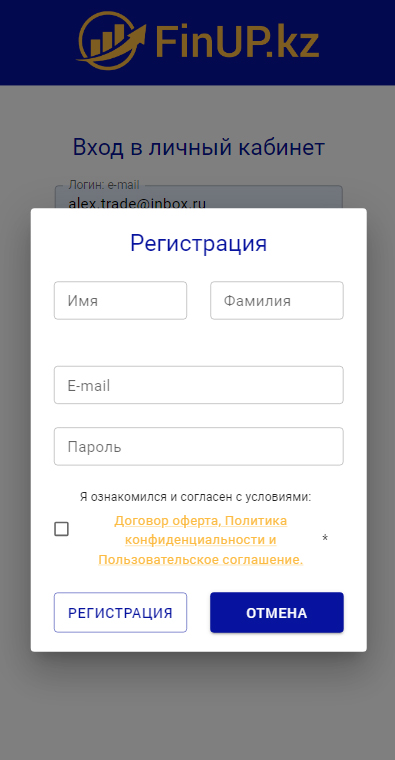 FinUP.kz
Вход в личный кабинет
Логин: e-mail
alex.trade@inbox.ru
Регистрация
Имя
Фамилия
E-mail
Пароль
Я ознакомился и согласен с условиями:
Договор оферта, Политика
конфиденциальности и
Пользовательское соглашение.
*
РЕГИСТРАЦИЯ
ОТМЕНА